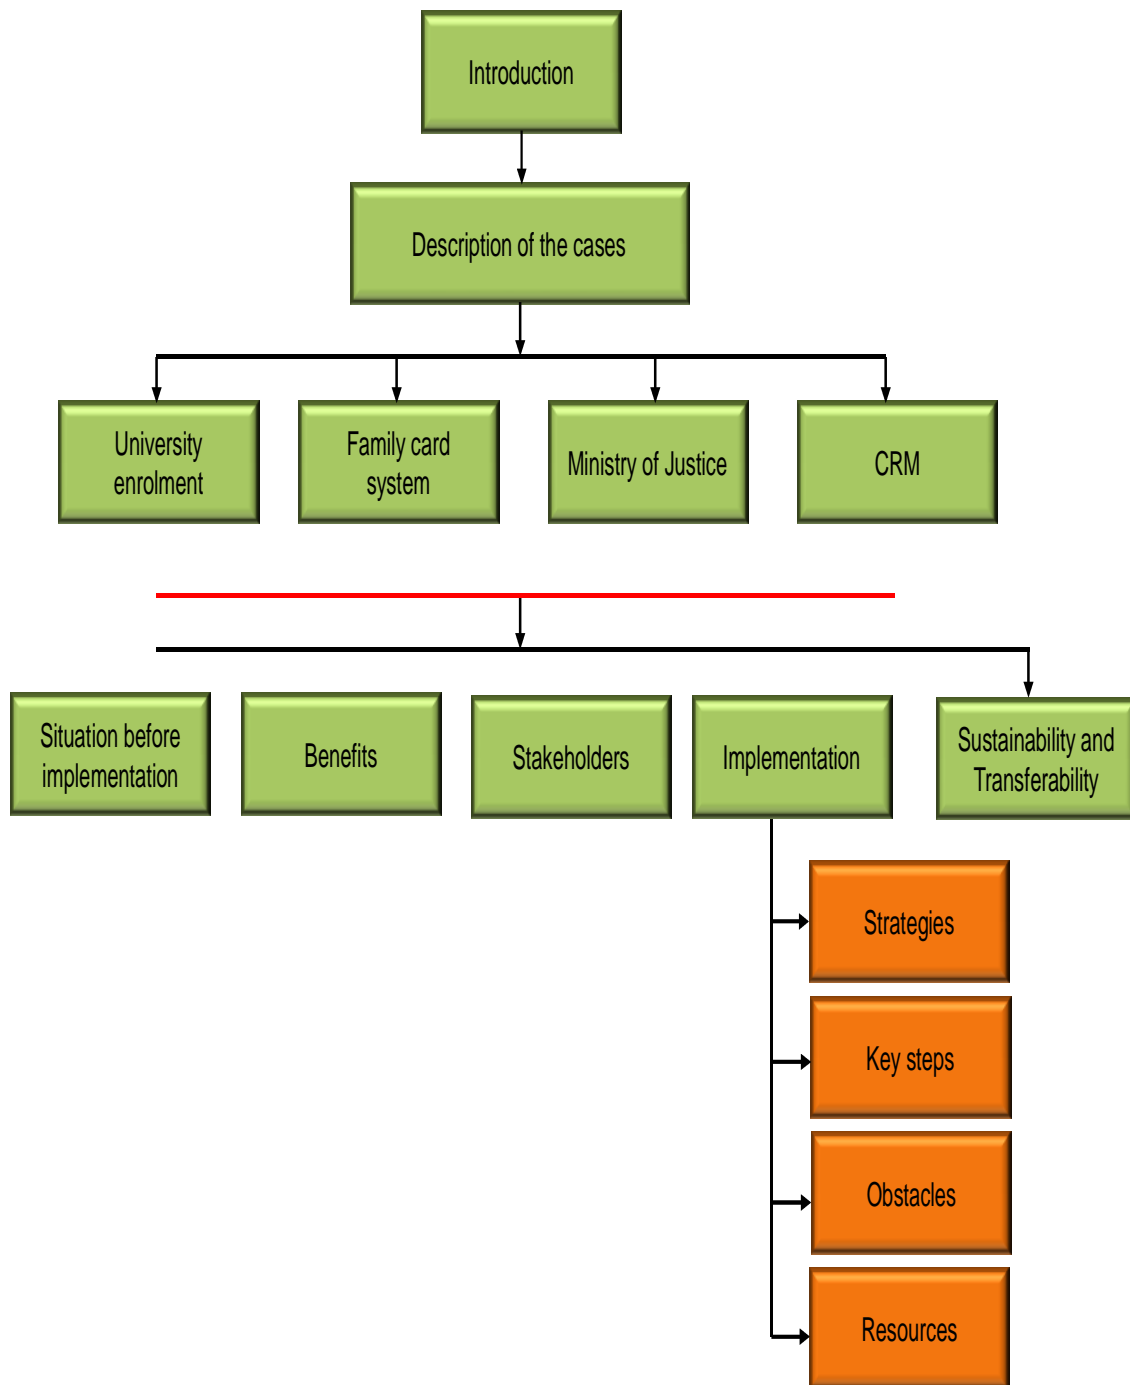 Introduction
Description of the cases
University
enrolment
Family card
system
Ministry of Justice
CRM
Situation before
implementation
Benefits
Stakeholders
Implementation
Sustainability and
Transferability
Strategies
Key steps
Obstacles
Resources